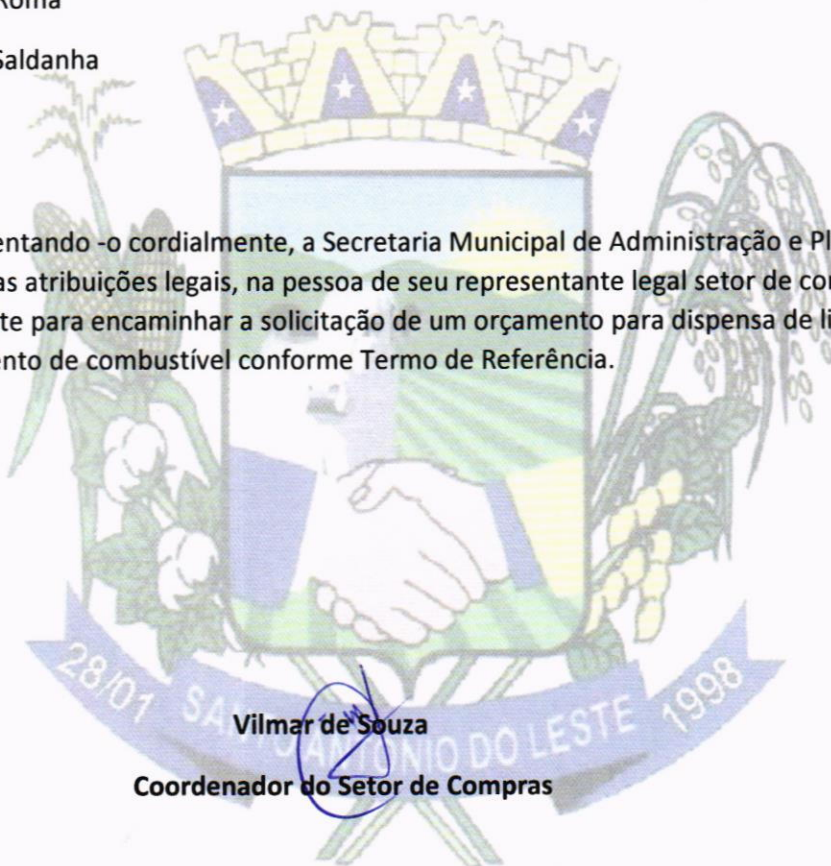 Roma
Saldanha
entando -o cordialmente, a Secretaria Municipal de Administração e Pl
as atribuições legais, na pessoa de seu representante legal setor de co
te para encaminhar a solicitação de um orçamento para dispensa de li
ento de combustível conforme Termo de Referência.
28/01 SANTO ANTONIO DO LESTE 1998
Vilmar de Souza
Coordenador do Setor de Compras